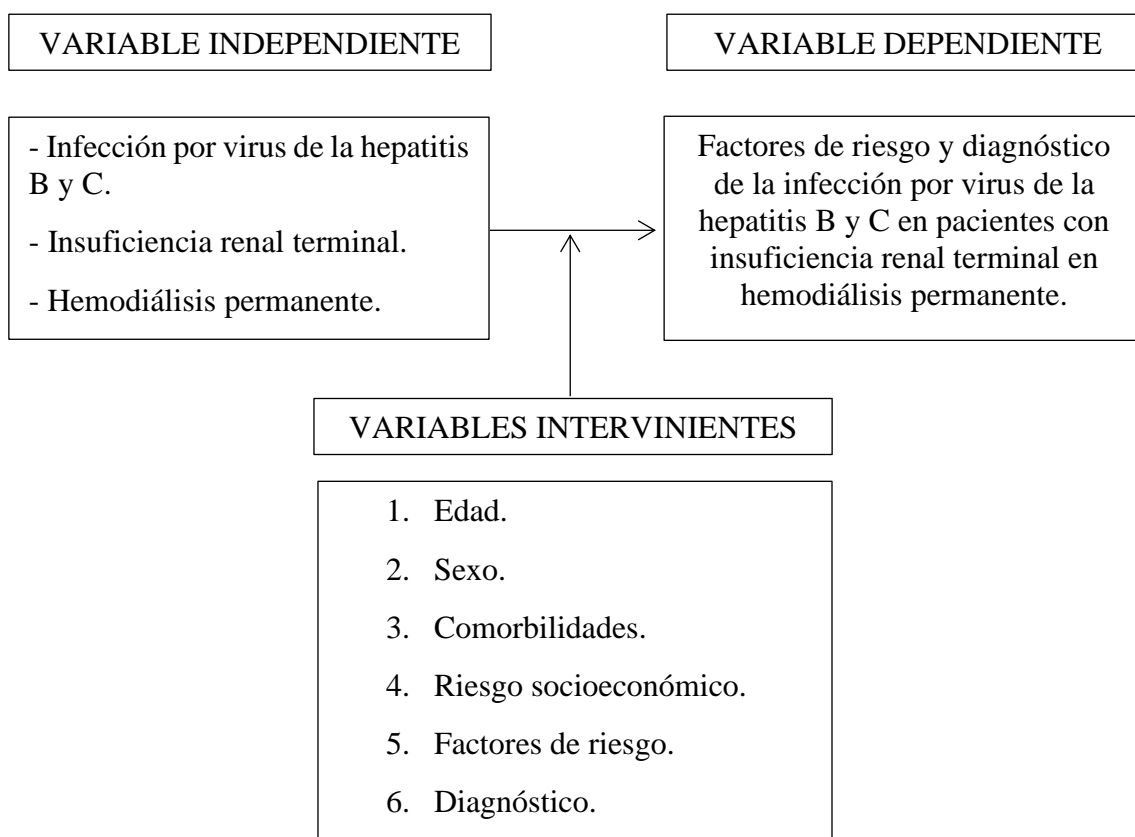 VARIABLE INDEPENDIENTE
VARIABLE DEPENDIENTE
- Infección por virus de la hepatitis
B y C.
- Insuficiencia renal terminal.
- Hemodiálisis permanente.
Factores de riesgo y diagnóstico
de la infección por virus de la
hepatitis B y C en pacientes con
insuficiencia renal terminal en
hemodiálisis permanente.
VARIABLES INTERVINIENTES
1. Edad.
2. Sexo.
3. Comorbilidades.
4. Riesgo socioeconómico.
5. Factores de riesgo.
6. Diagnóstico.